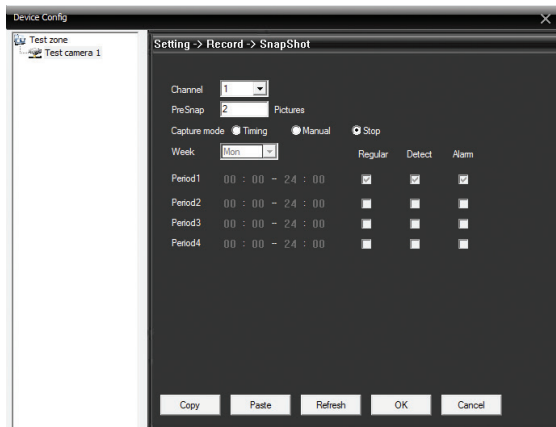 Device Config
Test zone
Test camera 1
Setting -> Record -> SnapShot
Channel 1
PreSnap 2 Pictures
Capture mode Timing Manual Stop
Week Mon Regular Detect Alarm
Period1 00 : 00 - 24 : 00
Period2 00 : 00 - 24 : 00
Period3 00 : 00 - 24 : 00
Period4 00 : 00 - 24 : 00
Copy Paste Refresh OK Cancel